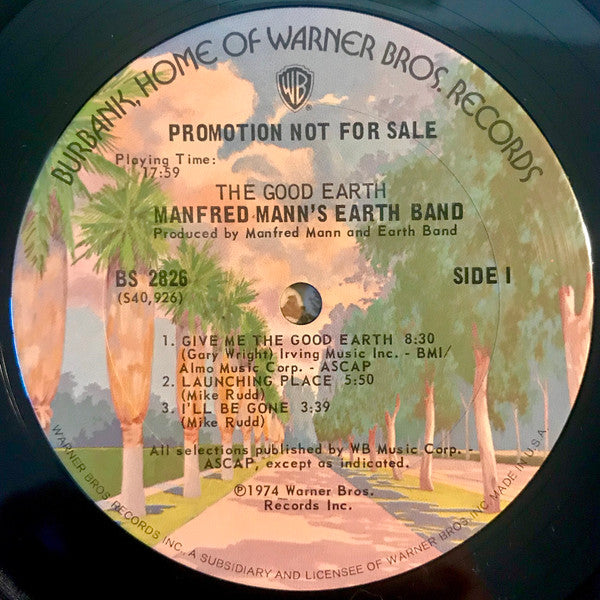 BURBANK, HOME OF WARNER BROS. RECORDS
WB
®
PROMOTION NOT FOR SALE
Playing Time:
17:59
THE GOOD EARTH
MANFRED MANN'S EARTH BAND
Produced by Manfred Mann and Earth Band
BS 2826
(S40,926)
SIDE I
1. GIVE ME THE GOOD EARTH 8:30
(Gary Wright) Irving Music Inc. - BMI/
Almo Music Corp. - ASCAP
2. LAUNCHING PLACE 5:50
(Mike Rudd)
3. I'LL BE GONE 3:39
(Mike Rudd)
All selections published by WB Music Corp.
ASCAP, except as indicated.
℗1974 Warner Bros.
Records Inc.
WARNER BROS. RECORDS INC., A SUBSIDIARY AND LICENSEE OF WARNER BROS. INC. MADE IN U.S.A.